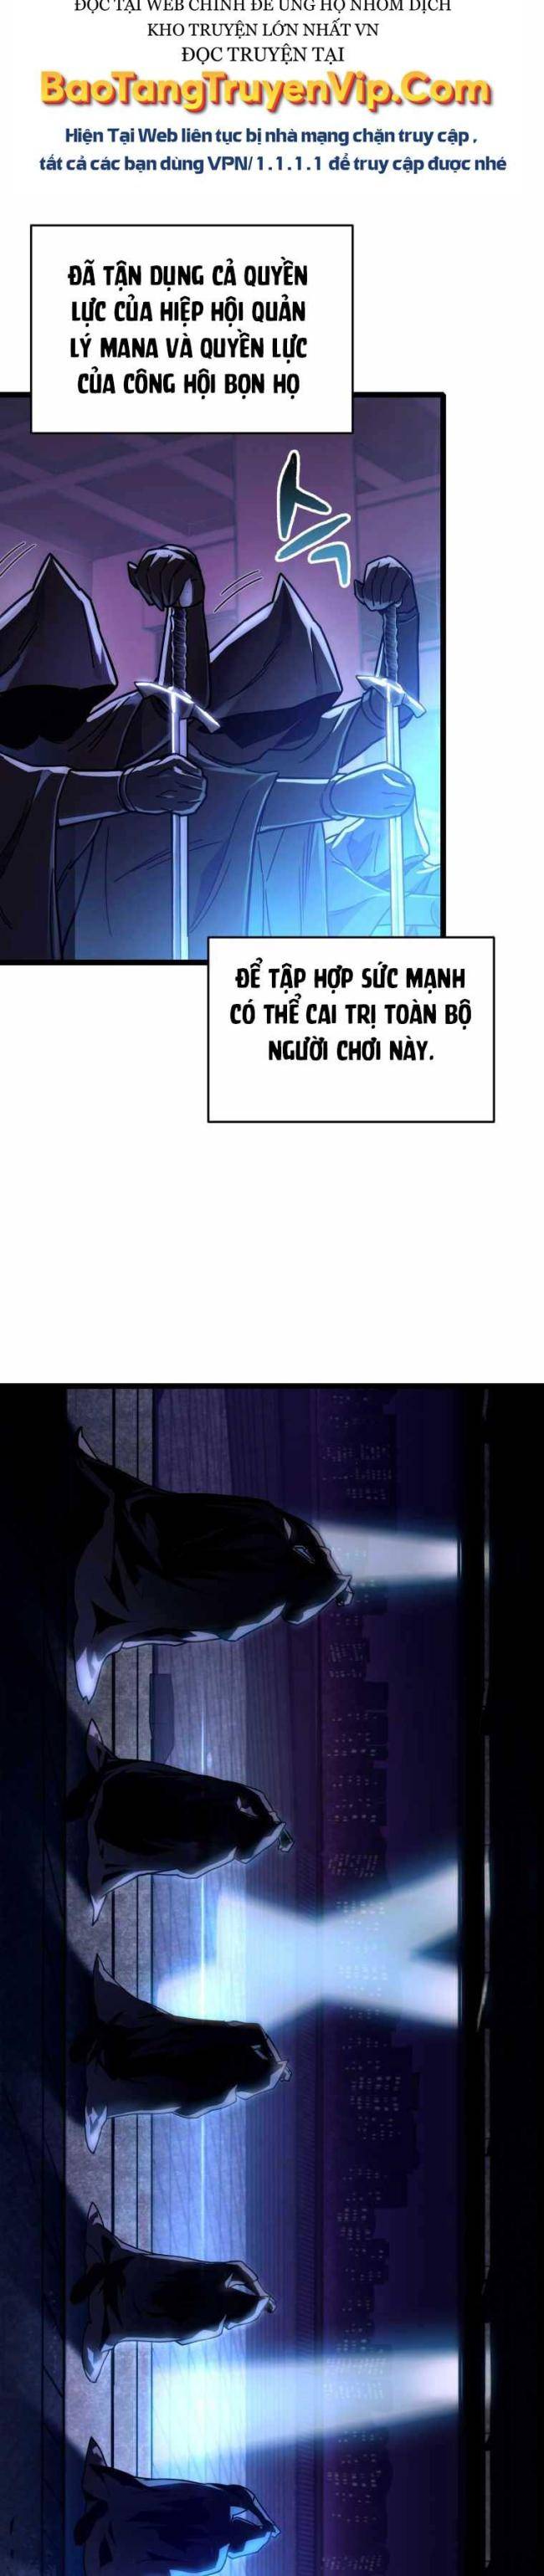 ĐỌC TẠI WEB CHÍNH ĐỂ ỦNG HỘ NHÓM DỊCH
KHO TRUYỆN LỚN NHẤT VN
ĐỌC TRUYỆN TẠI
BaoTangTruyenVip.Com
Hiện Tại Web liên tục bị nhà mạng chặn truy cập,
tất cả các bạn dùng VPN/1.1.1.1 để truy cập được nhé
ĐÃ TẬN DỤNG CẢ QUYỀN
LỰC CỦA HIỆP HỘI QUẢN
LÝ MANA VÀ QUYỀN LỰC
CỦA CÔNG HỘI BỌN HỌ
스윽
ĐỂ TẬP HỢP SỨC MẠNH
CÓ THỂ CAI TRỊ TOÀN BỘ
NGƯỜI CHƠI NÀY.